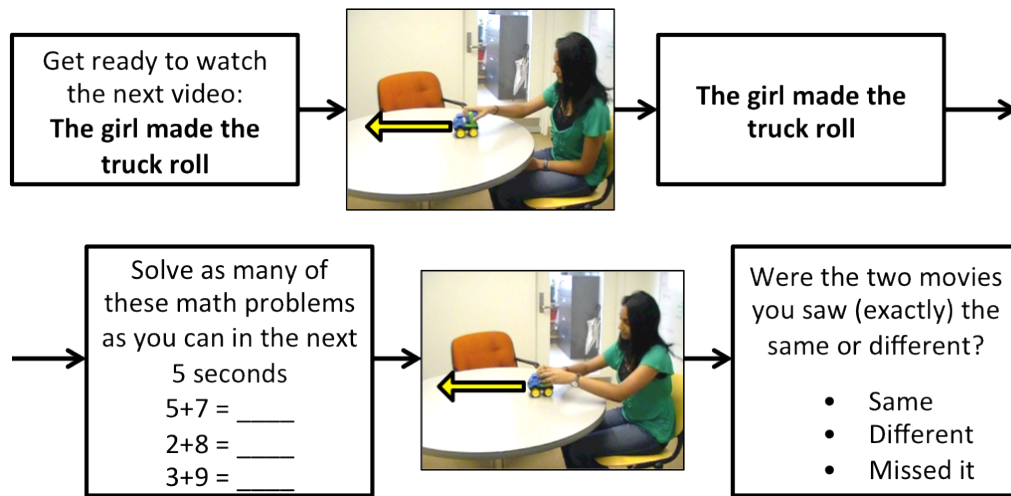 Get ready to watch
the next video:
The girl made the
truck roll
The girl made the
truck roll
Solve as many of
these math problems
as you can in the next
5 seconds
5+7 = ____
2+8 = ____
3+9 = ____
Were the two movies
you saw (exactly) the
same or different?
• Same
• Different
• Missed it